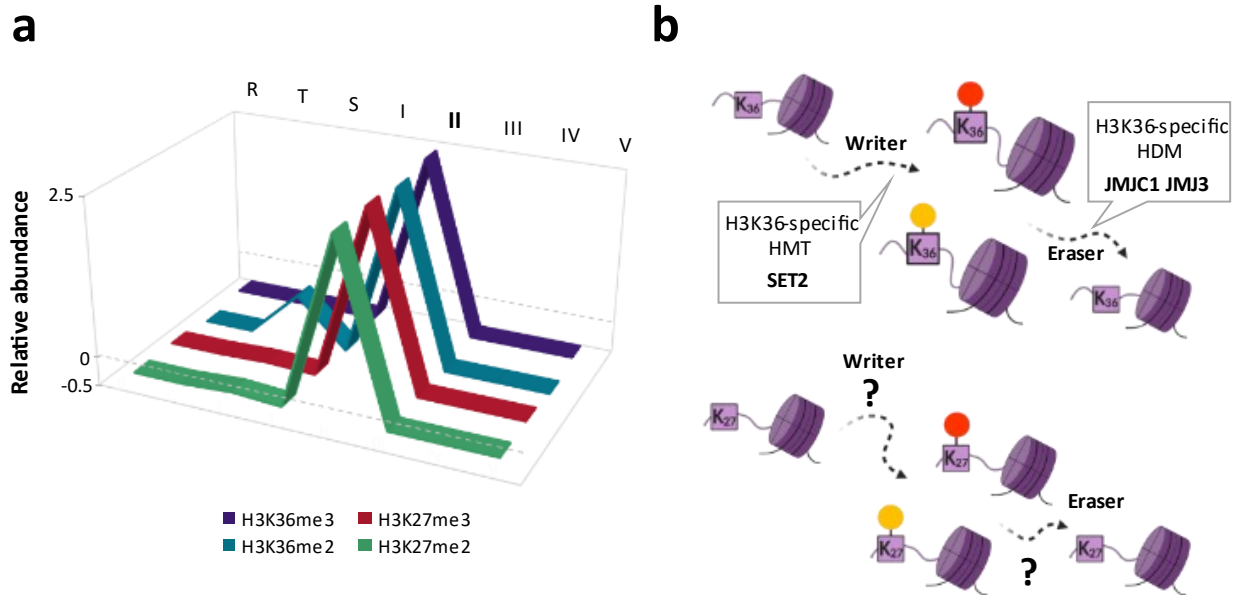 a
R
T
S
I
II
III
IV
V
2.5
0
-0.5
Relative abundance
H3K36me3
H3K27me3
H3K36me2
H3K27me2
b
K36
Writer
K36
H3K36-specific
HDM
JMJC1 JMJ3
H3K36-specific
HMT
SET2
K36
Eraser
K36
Writer
?
K27
K27
Eraser
K27
?
K27